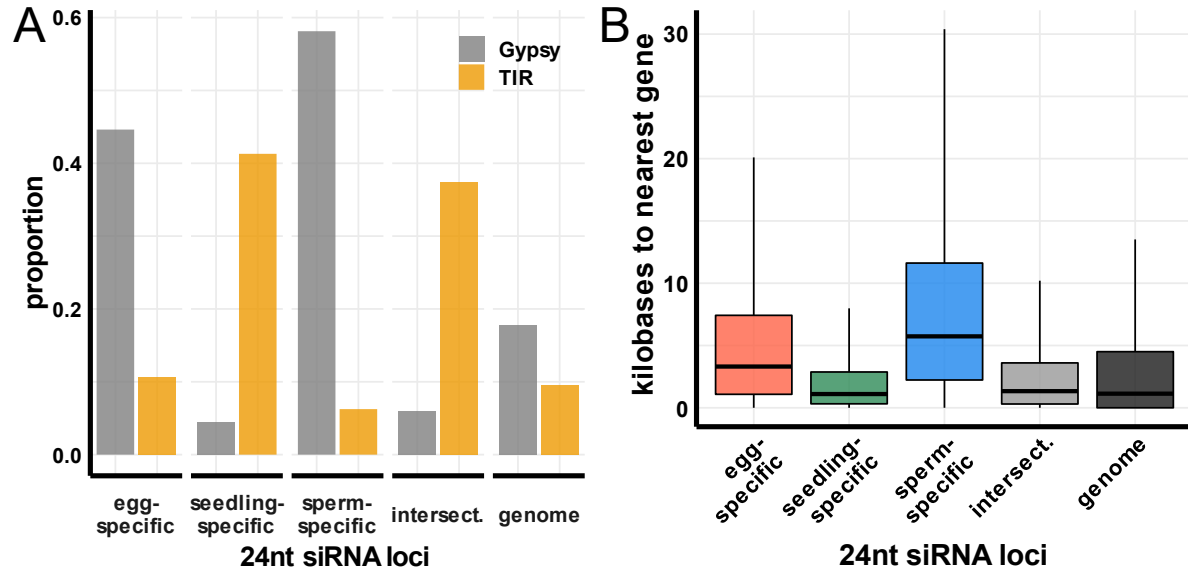 A
proportion
0.6
0.4
0.2
0.0
Gypsy
TIR
egg-
specific
seedling-
specific
sperm-
specific
intersect.
genome
24nt siRNA loci
B
kilobases to nearest gene
30
20
10
0
egg-
specific
seedling-
specific
sperm-
specific
intersect.
genome
24nt siRNA loci